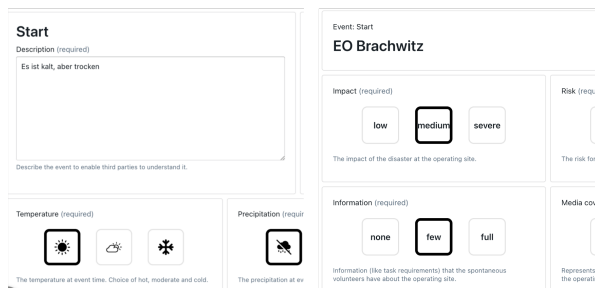 Start
Description (required)
Es ist kalt, aber trocken
Describe the event to enable third parties to understand it.
Temperature (required)
The temperature at event time. Choice of hot, moderate and cold.
Precipitation (requir
The precipitation at ev
Event: Start
EO Brachwitz
Impact (required)
low medium severe
The impact of the disaster at the operating site.
Risk (requ
The risk for
Information (required)
none few full
Information (like task requirements) that the spontaneous
volunteers have about the operating site.
Media cov
Represents
the operati